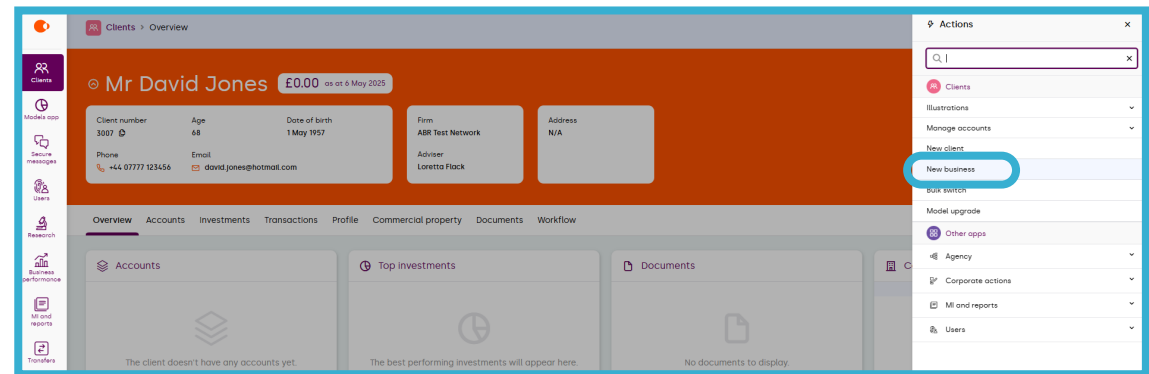 Clients > Overview
Mr David Jones £0.00 as at 6 May 2025
Client number
3007
Age
68
Date of birth
1 May 1957
Phone
+44 07777 123456
Email
david.jones@hotmail.com
Firm
ABR Test Network
Adviser
Loretta Flack
Address
N/A
Overview Accounts Investments Transactions Profile Commercial property Documents Workflow
Accounts
The client doesn't have any accounts yet.
Top investments
The best performing investments will appear here.
Documents
No documents to display.
C
Clients
Models app
Secure
messages
Users
Research
Business
performance
MI and
reports
Transfers
Actions
Clients
Illustrations
Manage accounts
New client
New business
Bulk switch
Model upgrade
Other apps
Agency
Corporate actions
MI and reports
Users